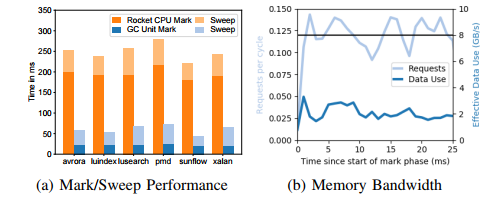 350
300
250
200
150
100
50
0
Time in ms
Rocket CPU Mark
Sweep
GC Unit Mark
Sweep
avrora
luindex
lusearch
pmd
sunflow
xalan
(a) Mark/Sweep Performance
0.150
0.125
0.100
0.075
0.050
0.025
0.000
Requests per cycle
10
8
6
4
2
0
Effective Data Use (GB/s)
Requests
Data Use
0
5
10
15
20
25
Time since start of mark phase (ms)
(b) Memory Bandwidth